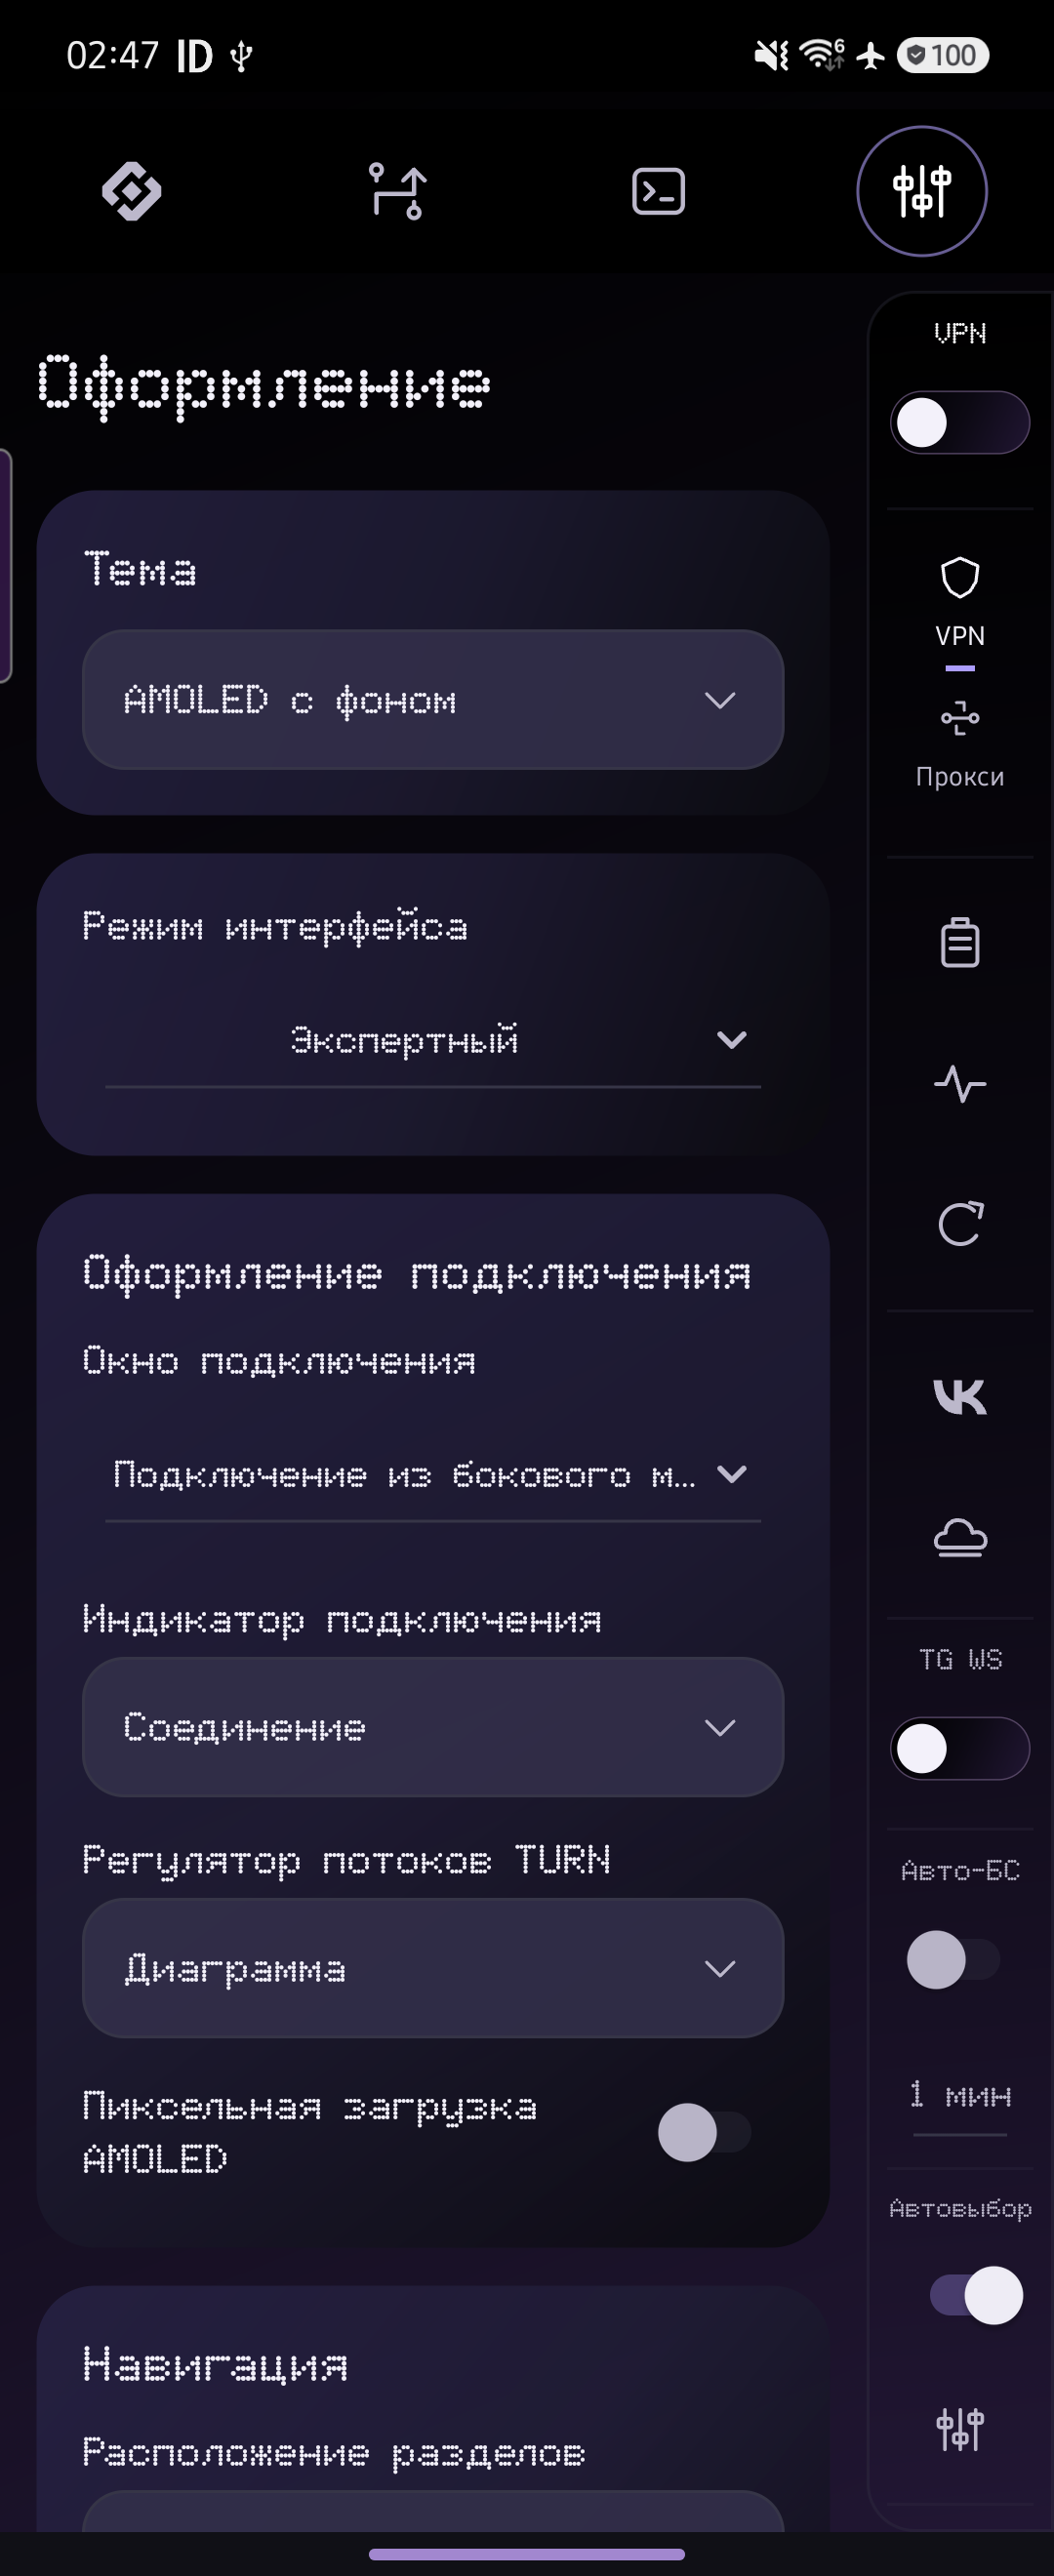 02:47
6
100
Оформление
Тема
AMOLED с фоном
Режим интерфейса
Экспертный
Оформление подключения
Окно подключения
Подключение из бокового м...
Индикатор подключения
Соединение
Регулятор потоков TURN
Диаграмма
Пиксельная загрузка
AMOLED
Навигация
Расположение разделов
VPN
VPN
Прокси
TG WS
Авто-БС
1 мин
Автовыбор